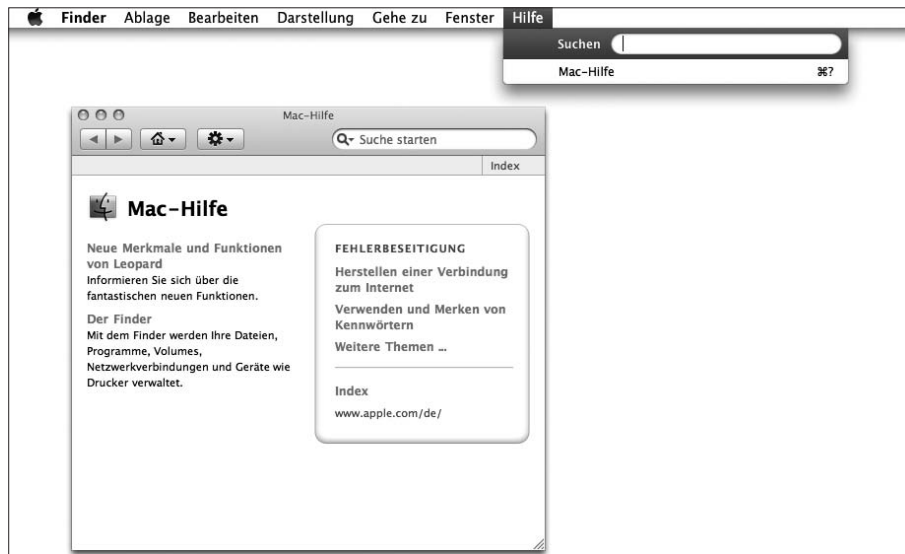 Finder Ablage Bearbeiten Darstellung Gehe zu Fenster Hilfe
Suchen
Mac-Hilfe ⌘?
Mac-Hilfe
Suche starten
Index
Mac-Hilfe
Neue Merkmale und Funktionen
von Leopard
Informieren Sie sich über die
fantastischen neuen Funktionen.
Der Finder
Mit dem Finder werden Ihre Dateien,
Programme, Volumes,
Netzwerkverbindungen und Geräte wie
Drucker verwaltet.
FEHLERBESEITIGUNG
Herstellen einer Verbindung
zum Internet
Verwenden und Merken von
Kennwörtern
Weitere Themen ...
Index
www.apple.com/de/